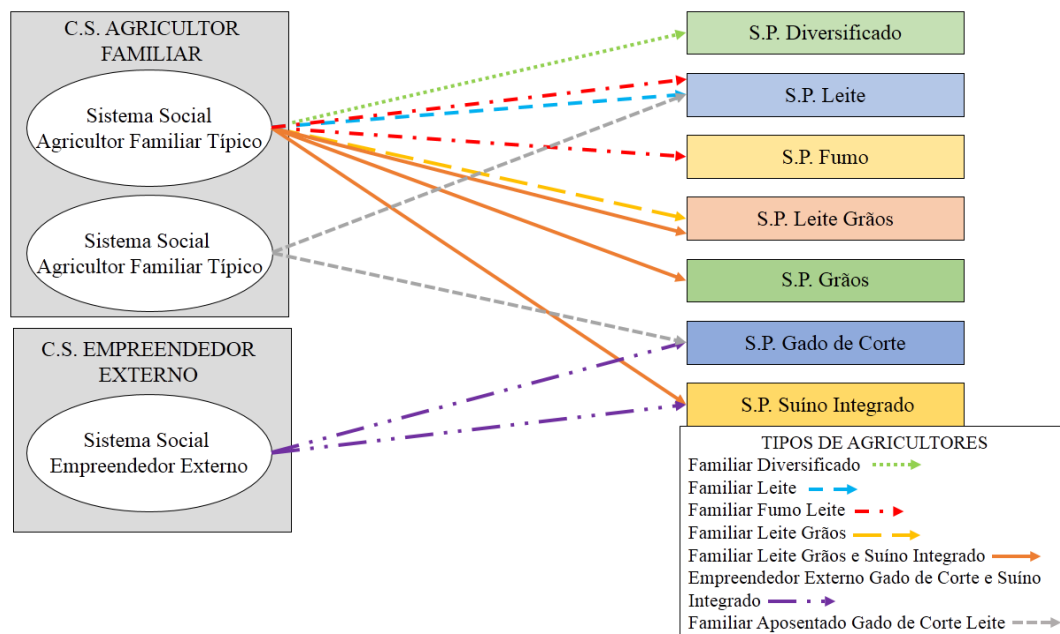 C.S. AGRICULTOR
FAMILIAR
Sistema Social
Agricultor Familiar Típico
Sistema Social
Agricultor Familiar Típico
C.S. EMPREENDEDOR
EXTERNO
Sistema Social
Empreendedor Externo
S.P. Diversificado
S.P. Leite
S.P. Fumo
S.P. Leite Grãos
S.P. Grãos
S.P. Gado de Corte
S.P. Suíno Integrado
TIPOS DE AGRICULTORES
Familiar Diversificado
Familiar Leite
Familiar Fumo Leite
Familiar Leite Grãos
Familiar Leite Grãos e Suíno Integrado
Empreendedor Externo Gado de Corte e Suíno
Integrado
Familiar Aposentado Gado de Corte Leite